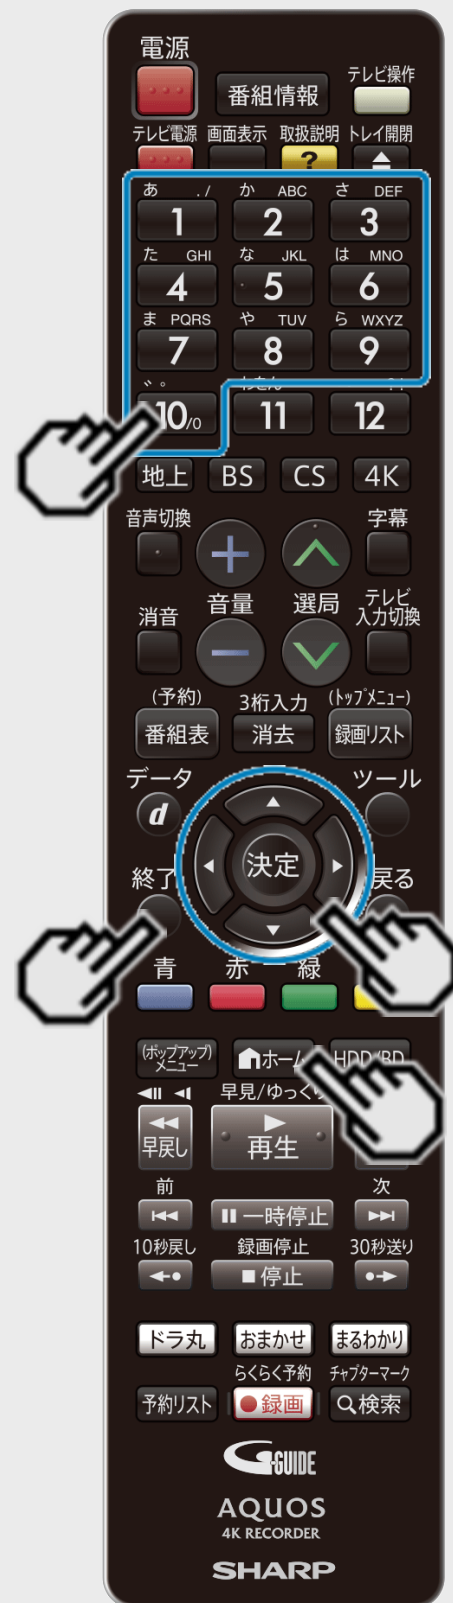 電源
番組情報
テレビ操作
テレビ電源 画面表示 取扱説明 トレイ開閉
?
あ ./ か ABC さ DEF
1 2 3
た GHI な JKL は MNO
4 5 6
ま PQRS や TUV ら WXYZ
7 8 9
10/0 11 12
地上 BS CS 4K
音声切換 字幕
消音 音量 選局 テレビ
入力切換
(予約) 3桁入力 (トップメニュー)
番組表 消去 録画リスト
データ ツール
d
終了 決定 戻る
青 赤 緑
(ポップアップ)
メニュー ホーム HDD/BD
早見/ゆっくり
早戻し 再生
前 次
一時停止
10秒戻し 録画停止 30秒送り
停止
ドラ丸 おまかせ まるわかり
らくらく予約 チャプターマーク
予約リスト 録画 検索
G-GUIDE
AQUOS
4K RECORDER
SHARP